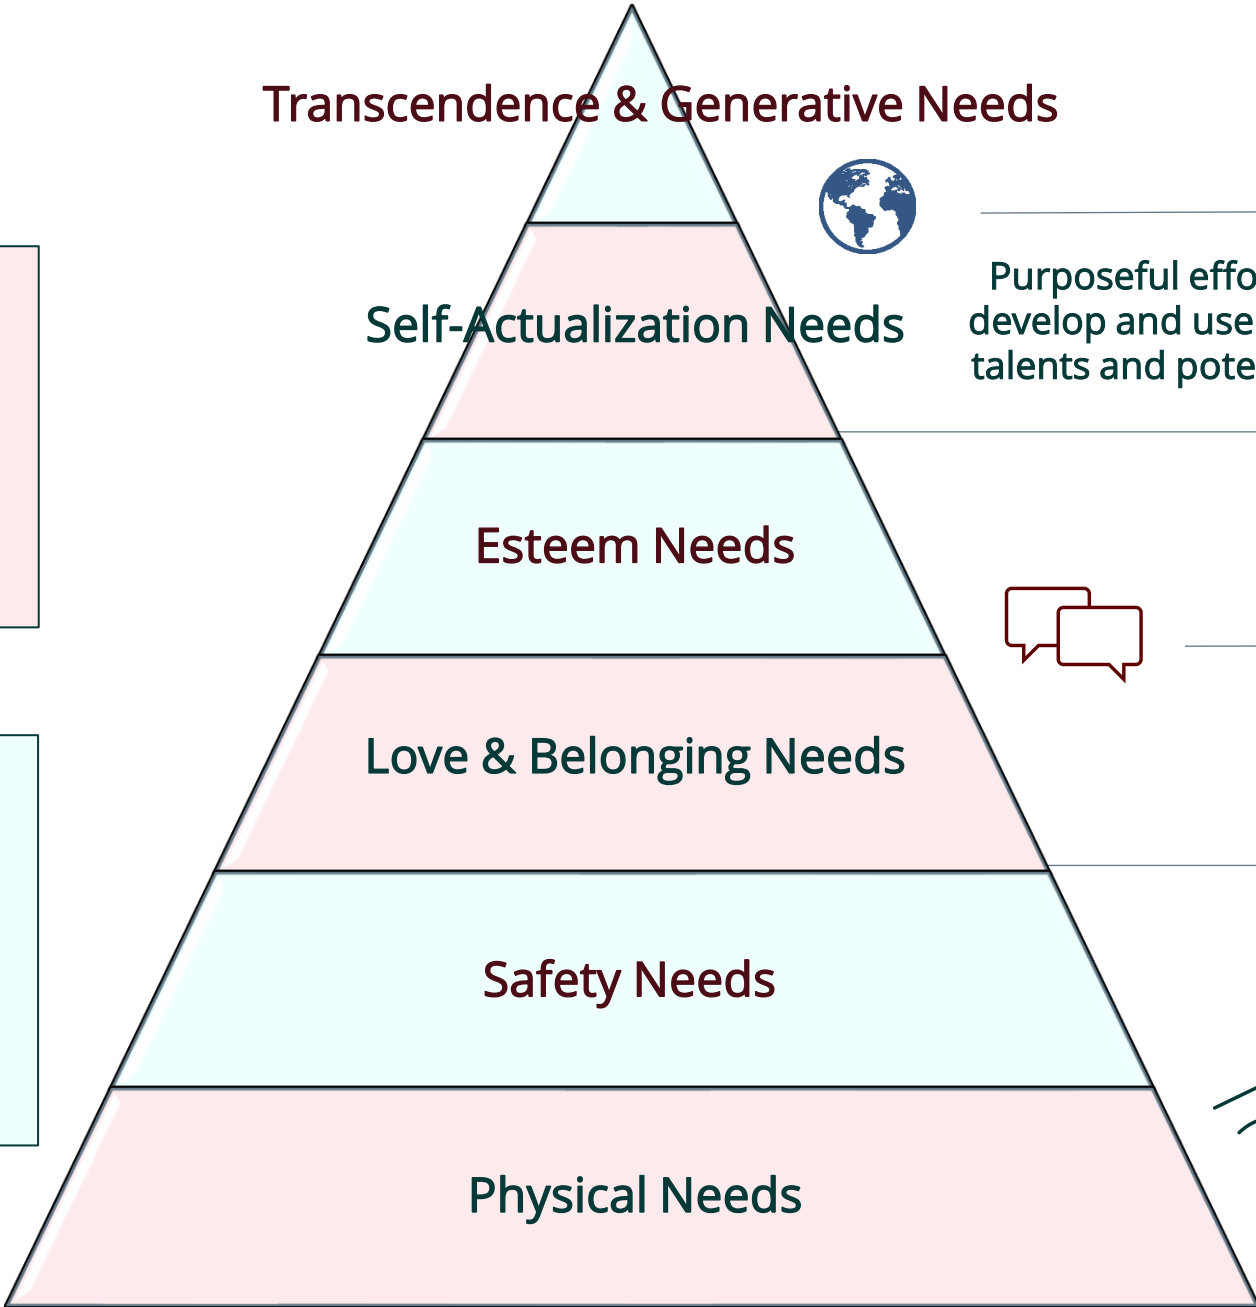 Transcendence & Generative Needs
Self-Actualization Needs
Purposeful effo
develop and use
talents and pote
Esteem Needs
Love & Belonging Needs
Safety Needs
Physical Needs